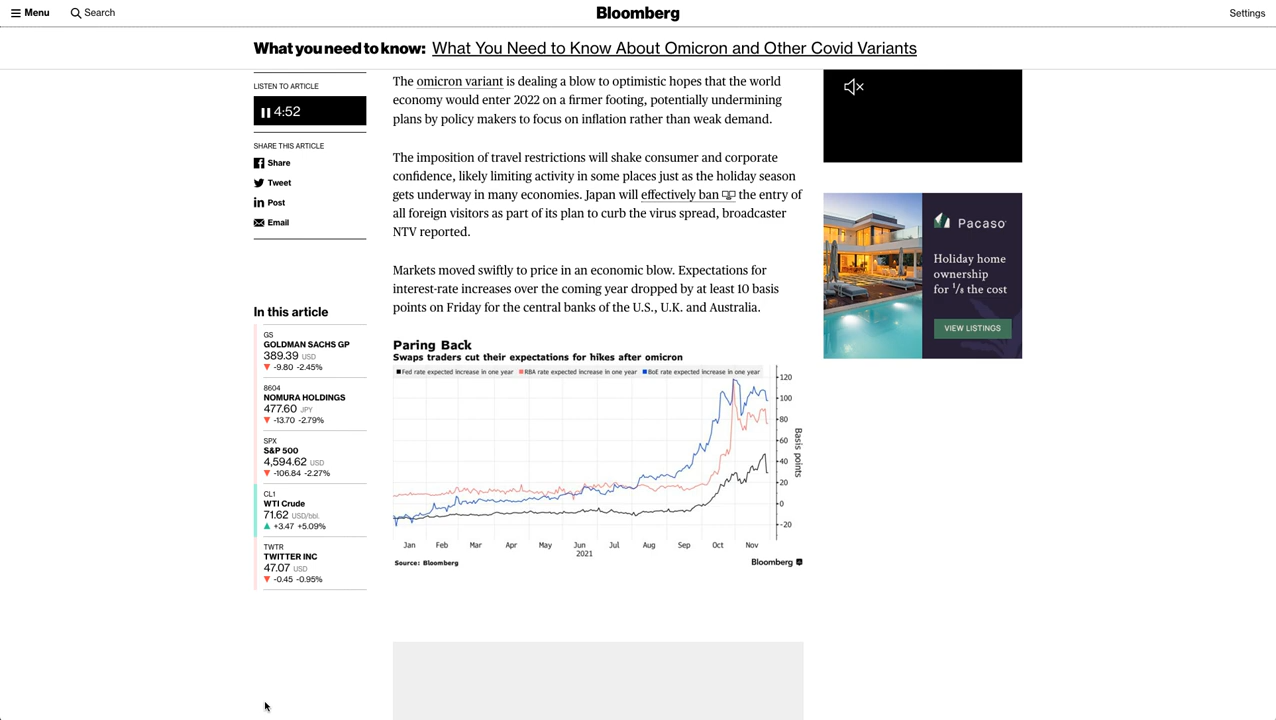 Menu
Search
Bloomberg
Settings
What you need to know: What You Need to Know About Omicron and Other Covid Variants
LISTEN TO ARTICLE
4:52
SHARE THIS ARTICLE
Share
Tweet
Post
Email
In this article
GS
GOLDMAN SACHS GP
389.39 USD
-9.80 -2.45%
8604
NOMURA HOLDINGS
477.60 JPY
-13.70 -2.79%
SPX
S&P 500
4,594.62 USD
-106.84 -2.27%
CL1
WTI Crude
71.62 USD/bbl.
+3.47 +5.09%
TWTR
TWITTER INC
47.07 USD
-0.45 -0.95%
The omicron variant is dealing a blow to optimistic hopes that the world
economy would enter 2022 on a firmer footing, potentially undermining
plans by policy makers to focus on inflation rather than weak demand.
The imposition of travel restrictions will shake consumer and corporate
confidence, likely limiting activity in some places just as the holiday season
gets underway in many economies. Japan will effectively ban the entry of
all foreign visitors as part of its plan to curb the virus spread, broadcaster
NTV reported.
Markets moved swiftly to price in an economic blow. Expectations for
interest-rate increases over the coming year dropped by at least 10 basis
points on Friday for the central banks of the U.S., U.K. and Australia.
Paring Back
Swaps traders cut their expectations for hikes after omicron
Fed rate expected increase in one year RBA rate expected increase in one year BoE rate expected increase in one year
120
100
80
60
40
20
0
-20
Basis points
Jan Feb Mar Apr May Jun Jul Aug Sep Oct Nov
2021
Source: Bloomberg
Bloomberg
Pacaso
Holiday home
ownership
for 1/8 the cost
VIEW LISTINGS